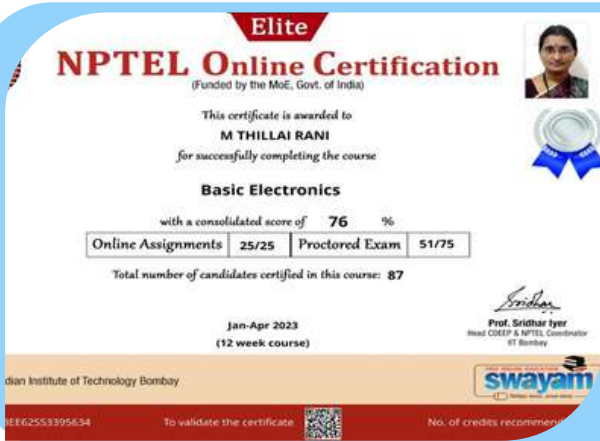 Elite
NPTEL Online Certification
(Funded by the MoE, Govt. of India)
This certificate is awarded to
M THILLAI RANI
for successfully completing the course
Basic Electronics
with a consolidated score of 76 %
Online Assignments 25/25 Proctored Exam 51/75
Total number of candidates certified in this course: 87
Sridhar
Prof. Sridhar Iyer
Head CDEEP & NPTEL Coordinator
IIT Bombay
Jan-Apr 2023
(12 week course)
dian Institute of Technology Bombay
swayam
EE62S53395634 To validate the certificate No. of credits recommen